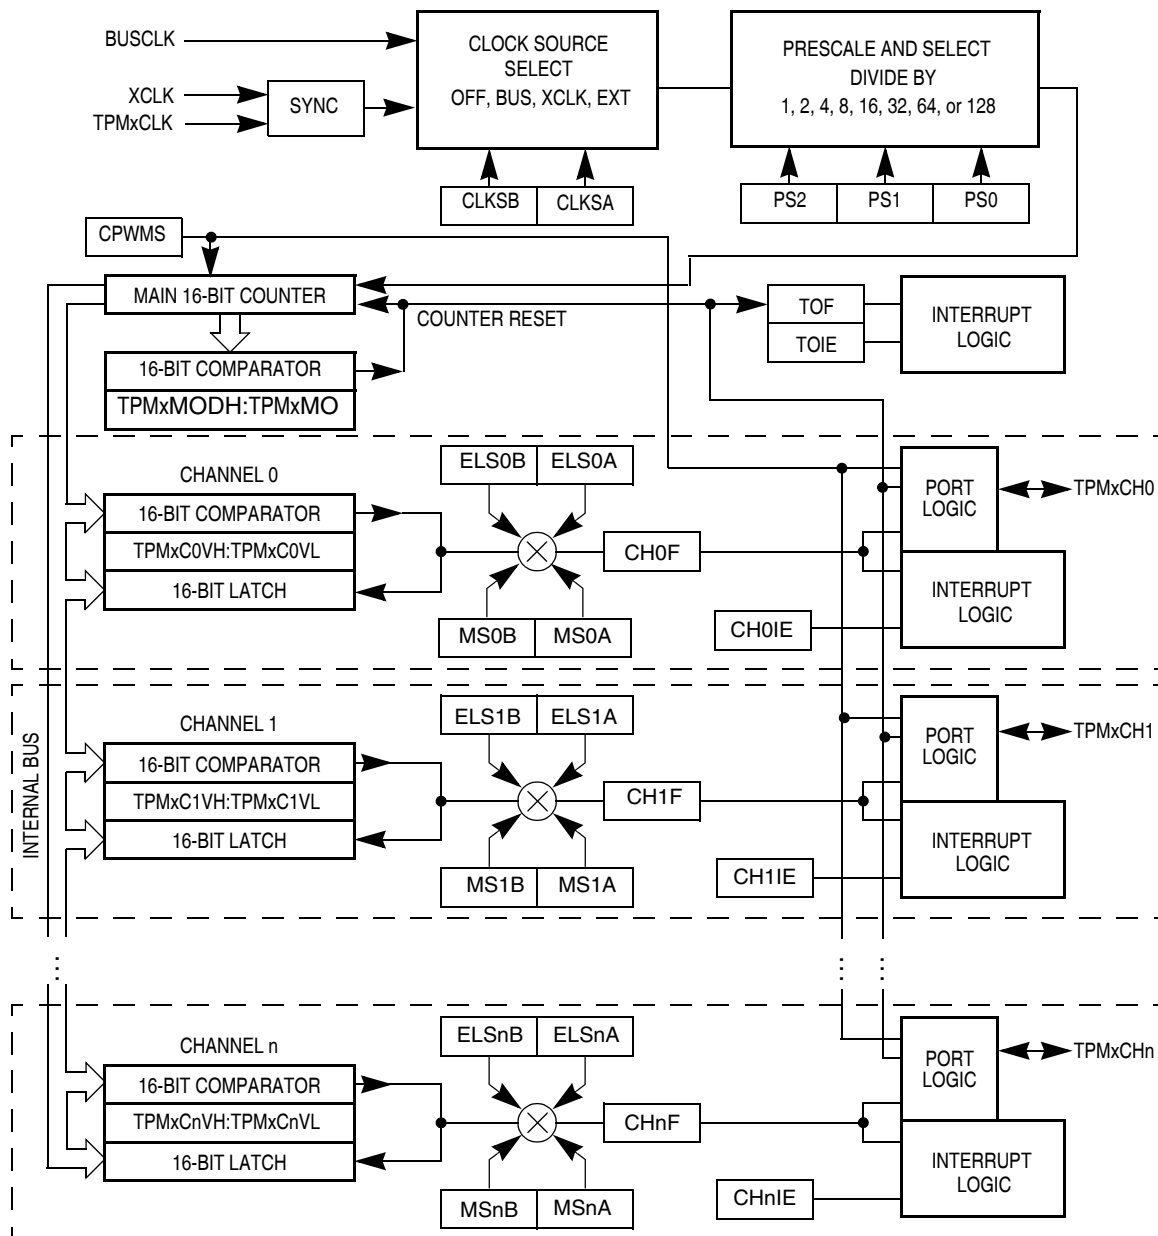 BUSCLK
CLOCK SOURCE
SELECT
OFF, BUS, XCLK, EXT
PRESCALE AND SELECT
DIVIDE BY
1, 2, 4, 8, 16, 32, 64, or 128
XCLK
TPMxCLK
SYNC
CLKSB
CLKSA
PS2
PS1
PS0
CPWMS
MAIN 16-BIT COUNTER
COUNTER RESET
TOF
TOIE
INTERRUPT
LOGIC
16-BIT COMPARATOR
TPMxMODH:TPMxMO
CHANNEL 0
16-BIT COMPARATOR
TPMxC0VH:TPMxC0VL
16-BIT LATCH
ELS0B
ELS0A
MS0B
MS0A
CH0F
CH0IE
PORT
LOGIC
INTERRUPT
LOGIC
TPMxCH0
INTERNAL BUS
CHANNEL 1
16-BIT COMPARATOR
TPMxC1VH:TPMxC1VL
16-BIT LATCH
ELS1B
ELS1A
MS1B
MS1A
CH1F
CH1IE
PORT
LOGIC
INTERRUPT
LOGIC
TPMxCH1
...
...
...
CHANNEL n
16-BIT COMPARATOR
TPMxCnVH:TPMxCnVL
16-BIT LATCH
ELSnB
ELSnA
MSnB
MSnA
CHnF
CHnIE
PORT
LOGIC
INTERRUPT
LOGIC
TPMxCHn